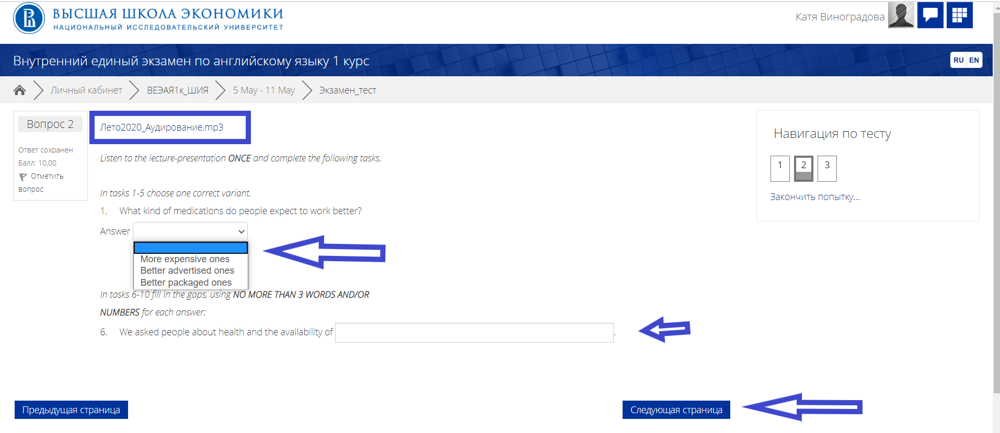 ВЫСШАЯ ШКОЛА ЭКОНОМИКИ
НАЦИОНАЛЬНЫЙ ИССЛЕДОВАТЕЛЬСКИЙ УНИВЕРСИТЕТ
Катя Виноградова
Внутренний единый экзамен по английскому языку 1 курс
RU EN
Личный кабинет
ВЕЭАЯ1к_ШИЯ
5 May - 11 May
Экзамен_тест
Вопрос 2
Ответ сохранен
Балл: 10,00
Отметить
вопрос
Лето2020_Аудирование.mp3
Listen to the lecture-presentation ONCE and complete the following tasks.
In tasks 1-5 choose one correct variant.
1. What kind of medications do people expect to work better?
Answer
More expensive ones
Better advertised ones
Better packaged ones
In tasks 6-10 fill in the gaps, using NO MORE THAN 3 WORDS AND/OR
NUMBERS for each answer:
6. We asked people about health and the availability of .
Предыдущая страница
Следующая страница
Навигация по тесту
1 2 3
Закончить попытку...